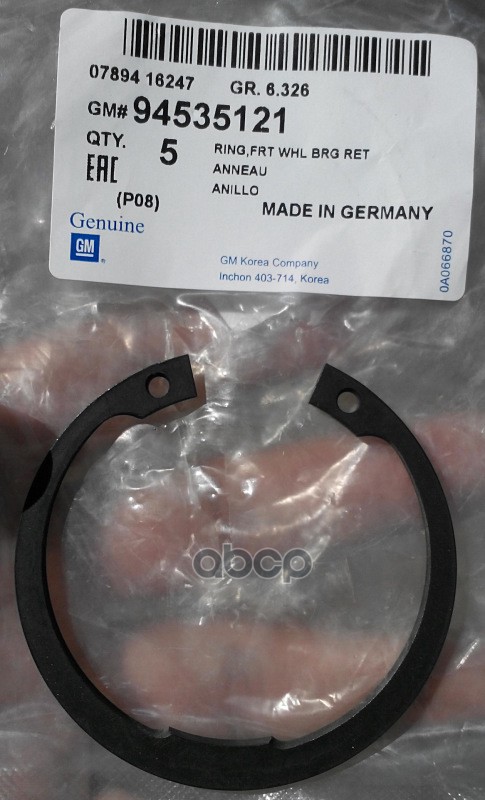 07894 16247 GR. 6.326
GM# 94535121
QTY. 5 RING,FRT WHL BRG RET
ANNEAU
EAC ANILLO
(P08) MADE IN GERMANY
Genuine
GM
GM Korea Company
Inchon 403-714, Korea
0A066870
abcp